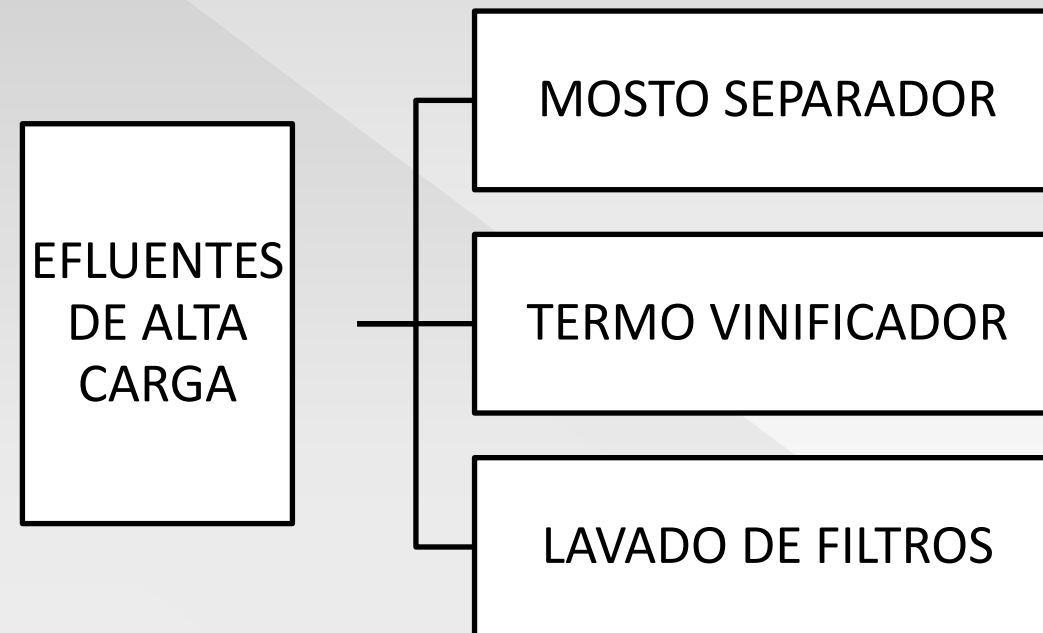 EFLUENTES
DE ALTA
CARGA
MOSTO SEPARADOR
TERMO VINIFICADOR
LAVADO DE FILTROS